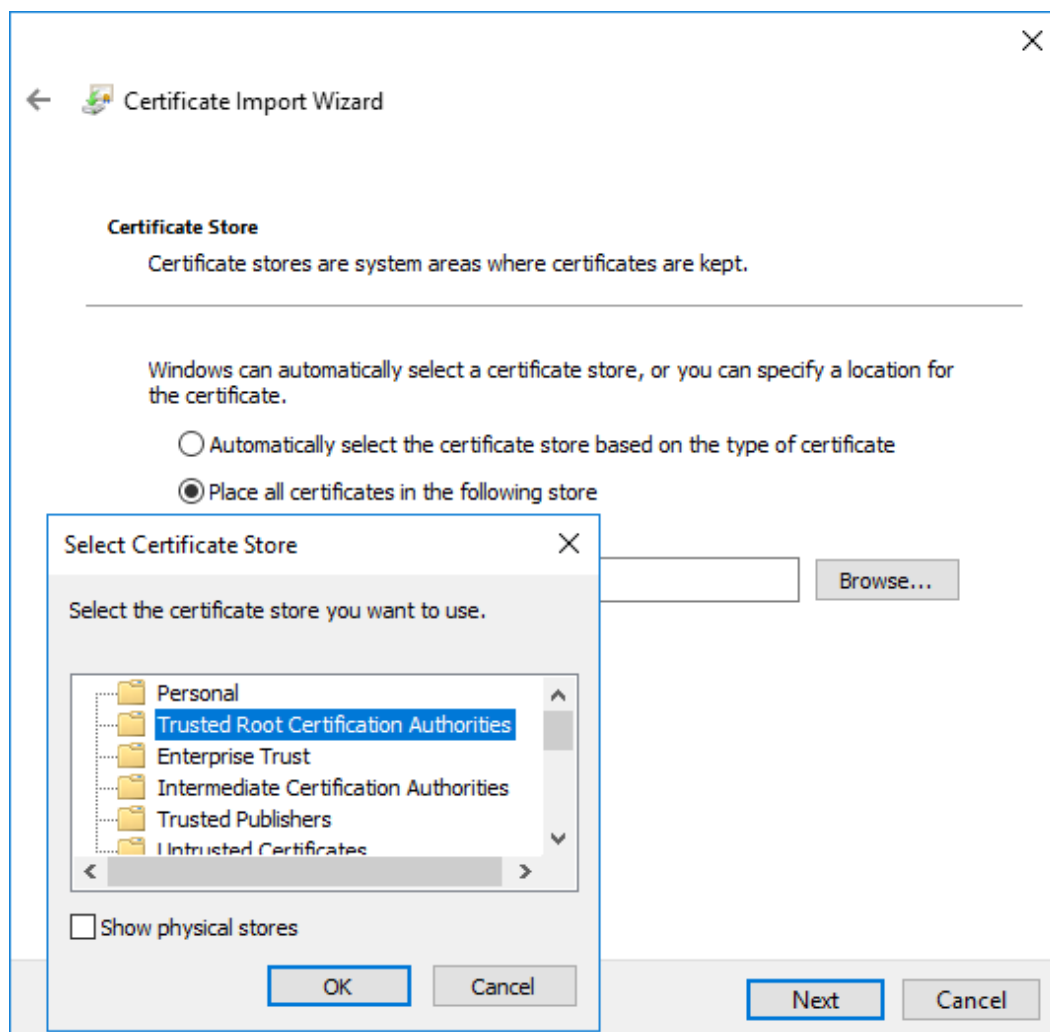 Certificate Import Wizard
Certificate Store
Certificate stores are system areas where certificates are kept.
Windows can automatically select a certificate store, or you can specify a location for
the certificate.
Automatically select the certificate store based on the type of certificate
Place all certificates in the following store
Browse...
Select Certificate Store
Select the certificate store you want to use.
Personal
Trusted Root Certification Authorities
Enterprise Trust
Intermediate Certification Authorities
Trusted Publishers
Untrusted Certificates
Show physical stores
OK
Cancel
Next
Cancel